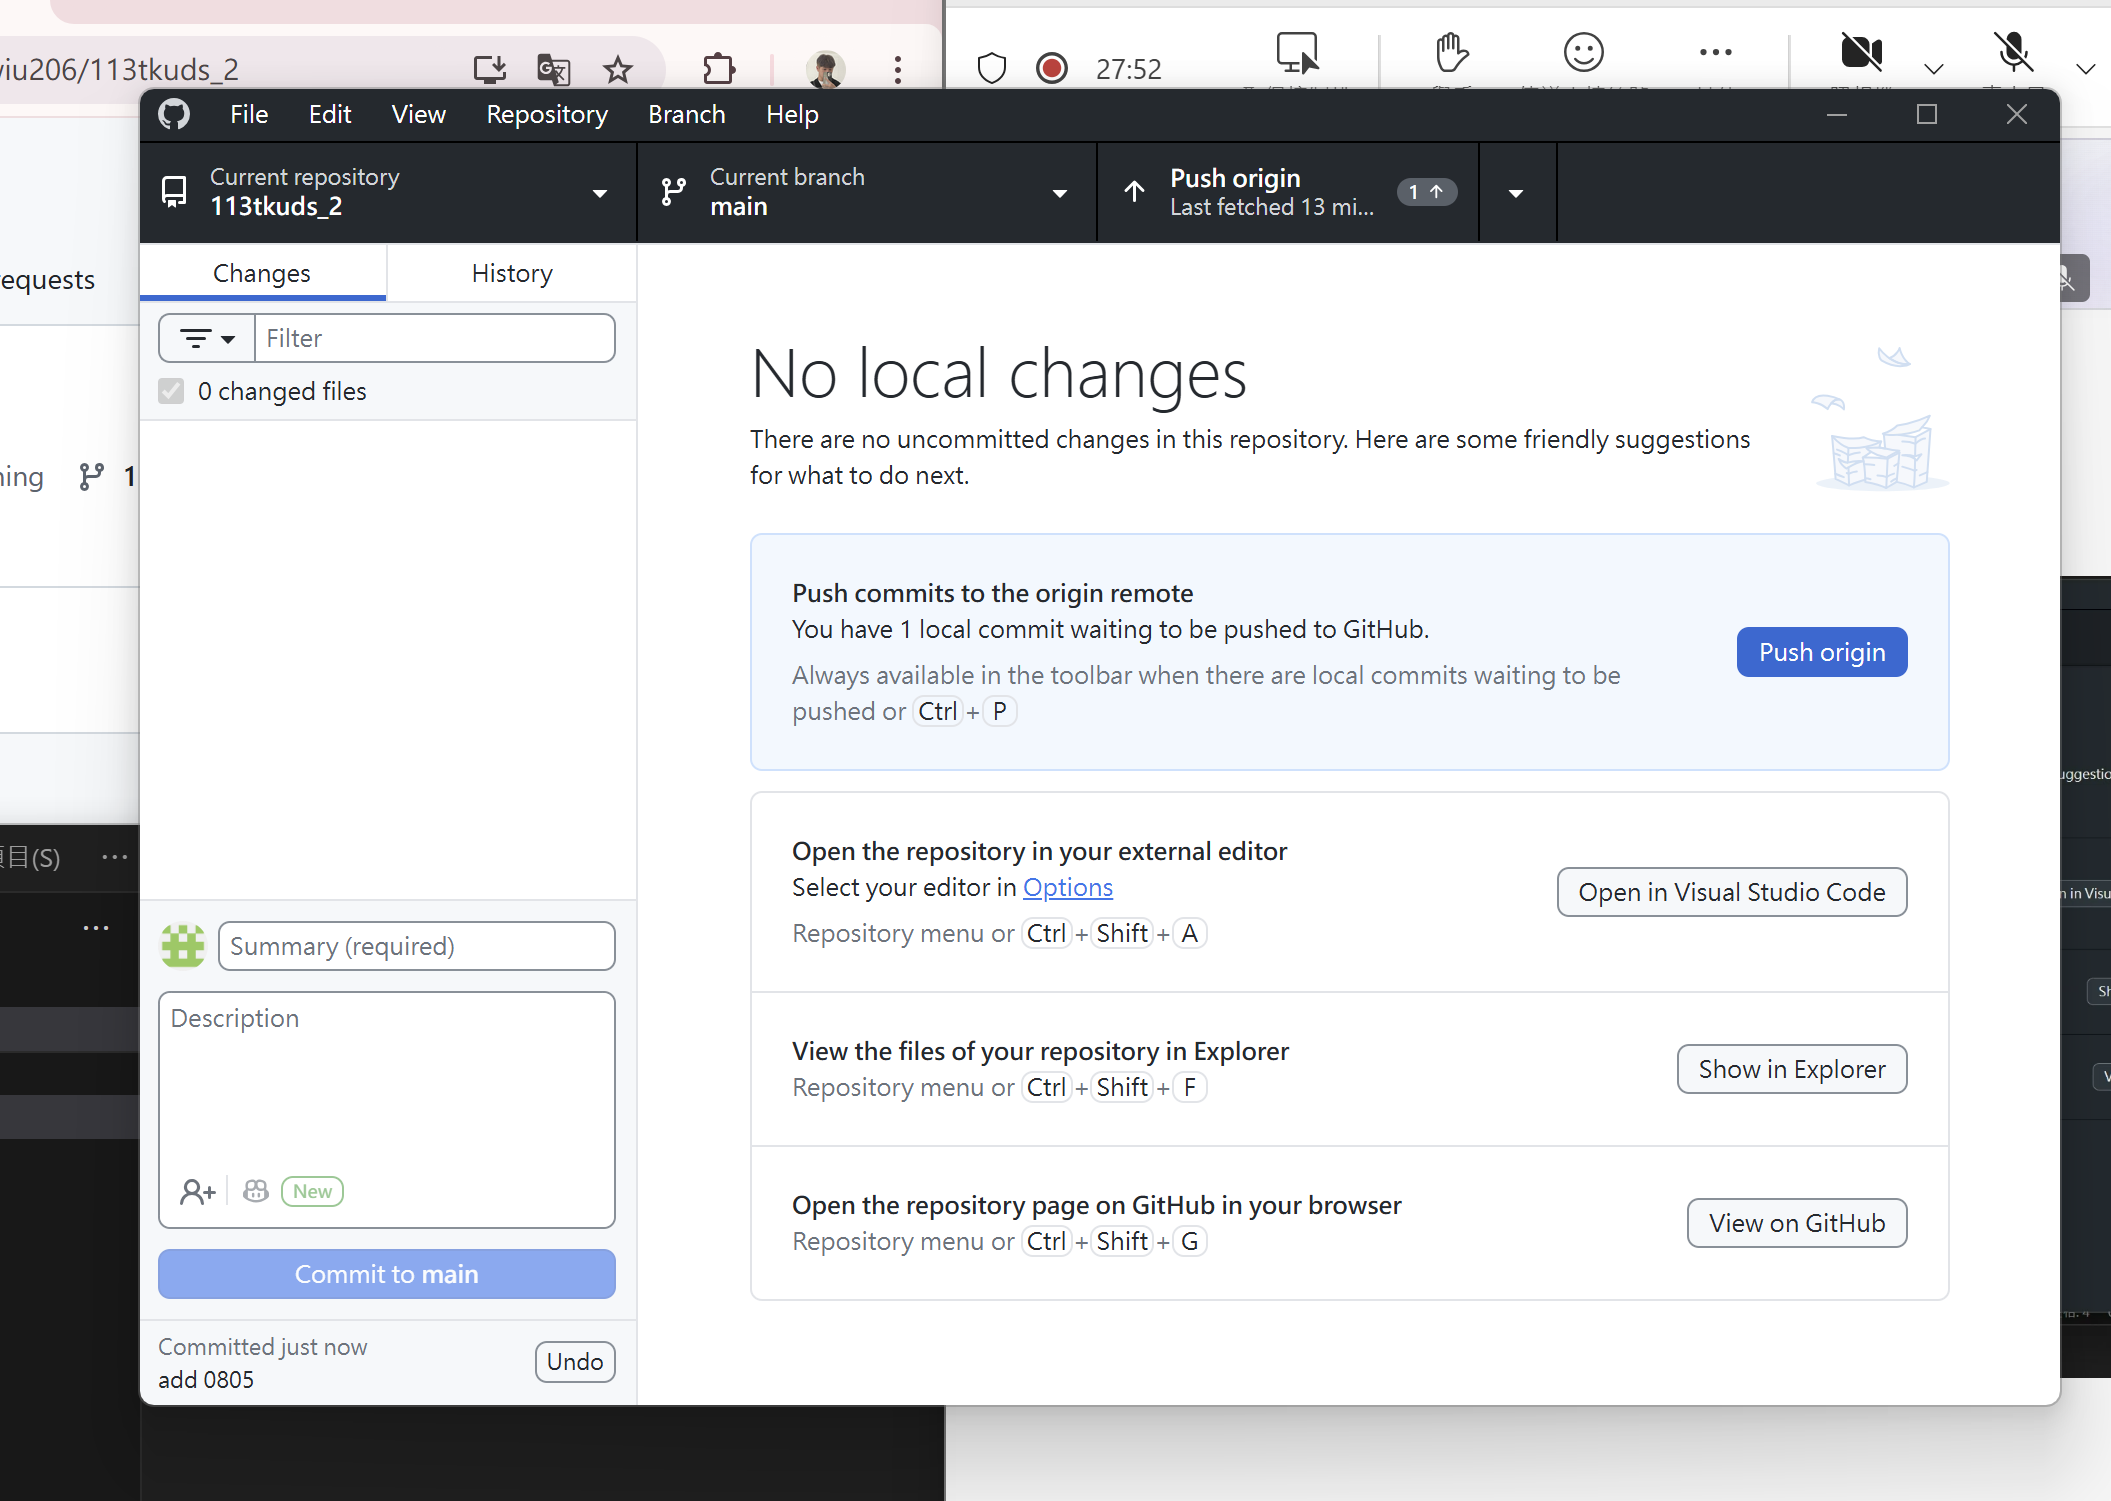 viu206/113tkuds_2
27:52
File Edit View Repository Branch Help
Current repository
113tkuds_2
Current branch
main
Push origin
Last fetched 13 mi...
1
equests
Changes
History
Filter
0 changed files
1
No local changes
There are no uncommitted changes in this repository. Here are some friendly suggestions
for what to do next.
Push commits to the origin remote
You have 1 local commit waiting to be pushed to GitHub.
Always available in the toolbar when there are local commits waiting to be
pushed or Ctrl + P
Push origin
Open the repository in your external editor
Select your editor in Options
Repository menu or Ctrl + Shift + A
Open in Visual Studio Code
View the files of your repository in Explorer
Repository menu or Ctrl + Shift + F
Show in Explorer
Open the repository page on GitHub in your browser
Repository menu or Ctrl + Shift + G
View on GitHub
目(S) ...
Summary (required)
Description
New
Commit to main
Committed just now
add 0805
Undo